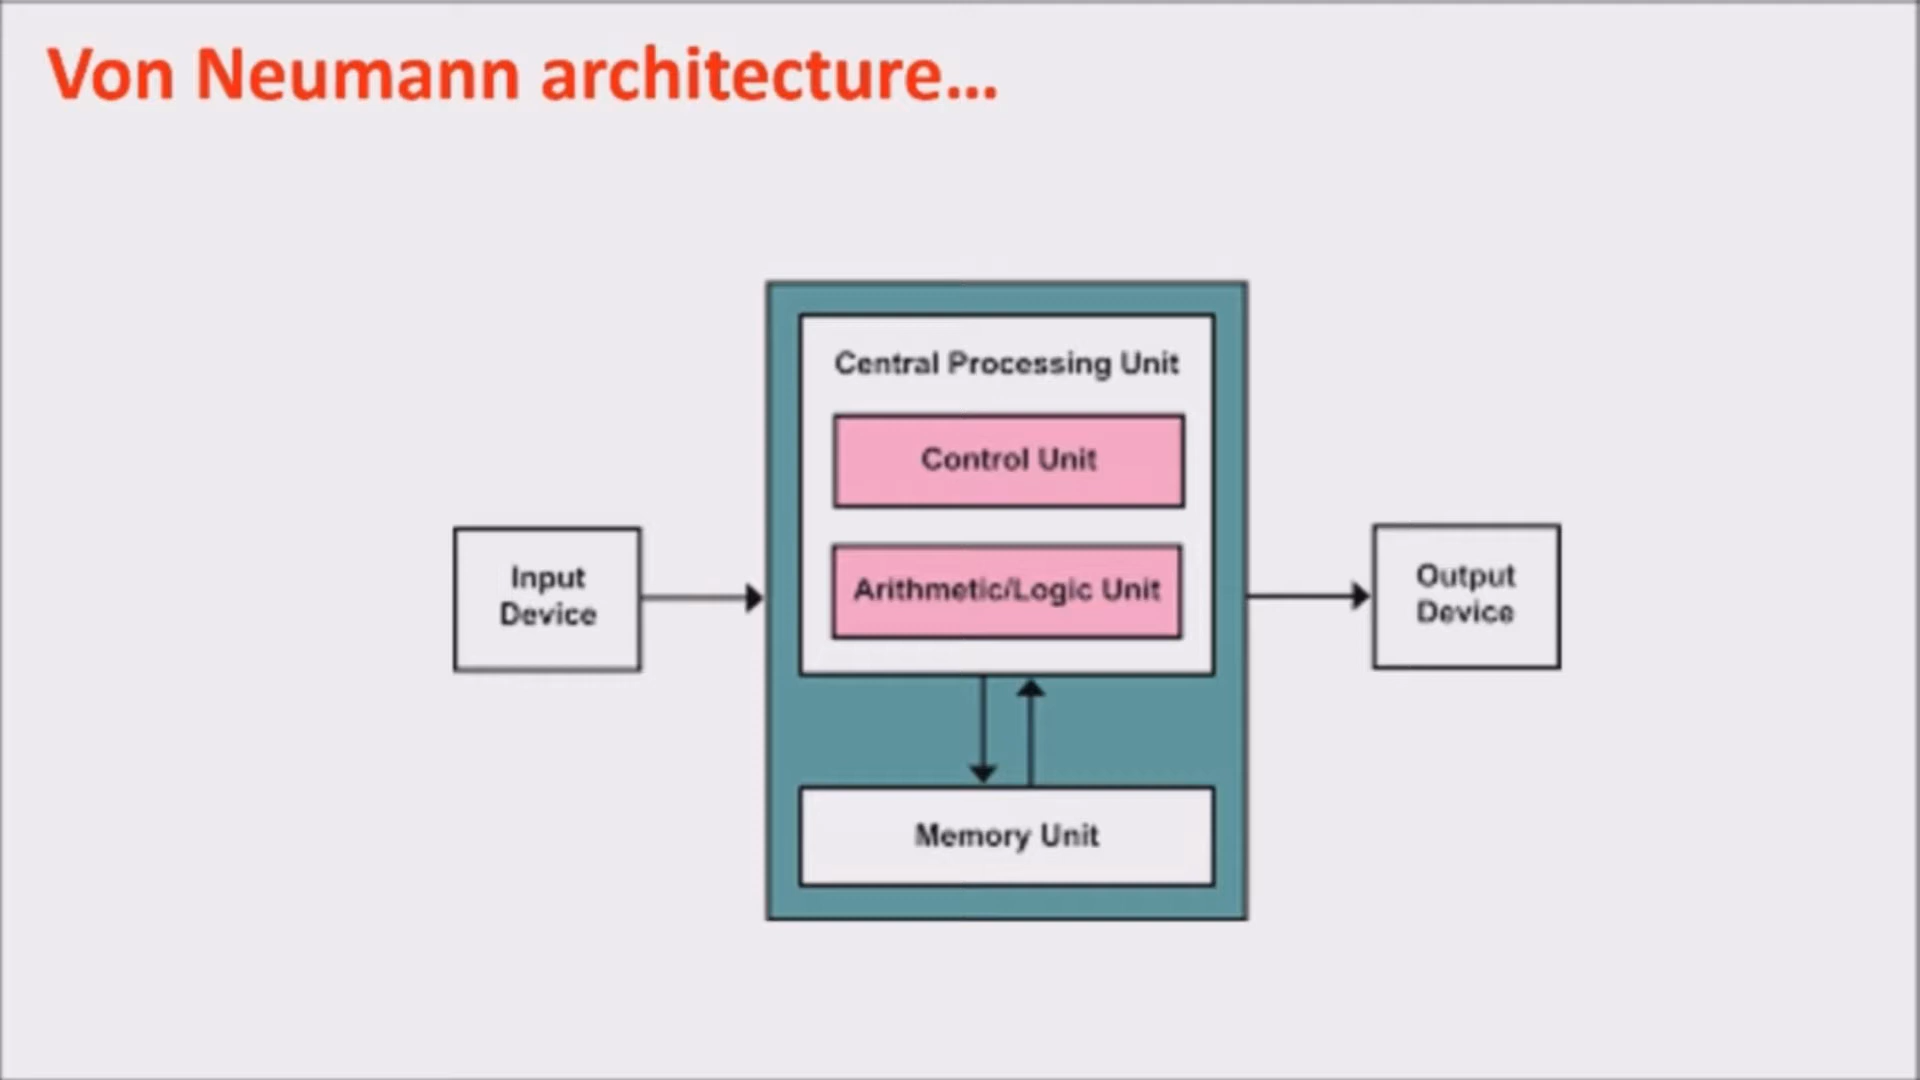 Von Neumann architecture...
Central Processing Unit
Control Unit
Arithmetic/Logic Unit
Input
Device
Output
Device
Memory Unit